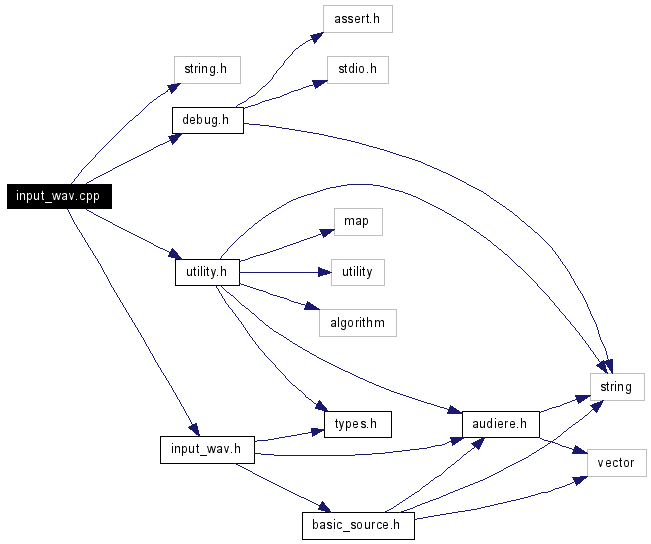 assert.h
string.h
stdio.h
debug.h
input_wav.cpp
map
utility.h
utility
algorithm
string
types.h
audiere.h
input_wav.h
vector
basic_source.h